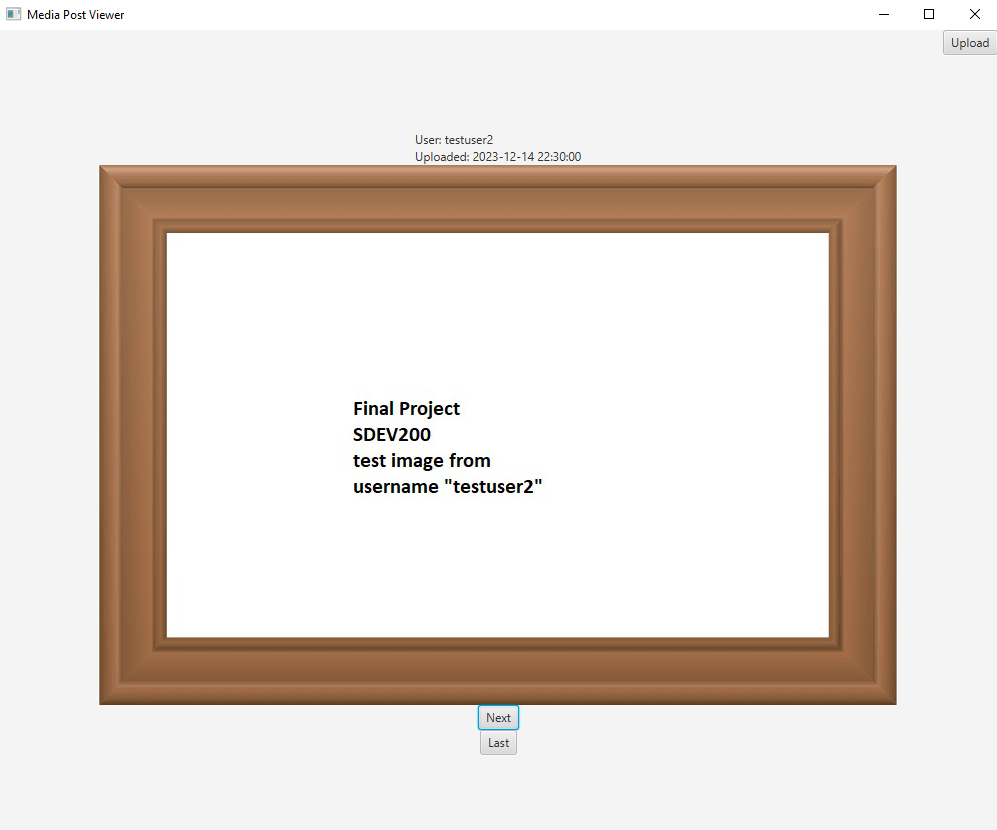 Media Post Viewer
Upload
User: testuser2
Uploaded: 2023-12-14 22:30:00
Final Project
SDEV200
test image from
username "testuser2"
Next
Last